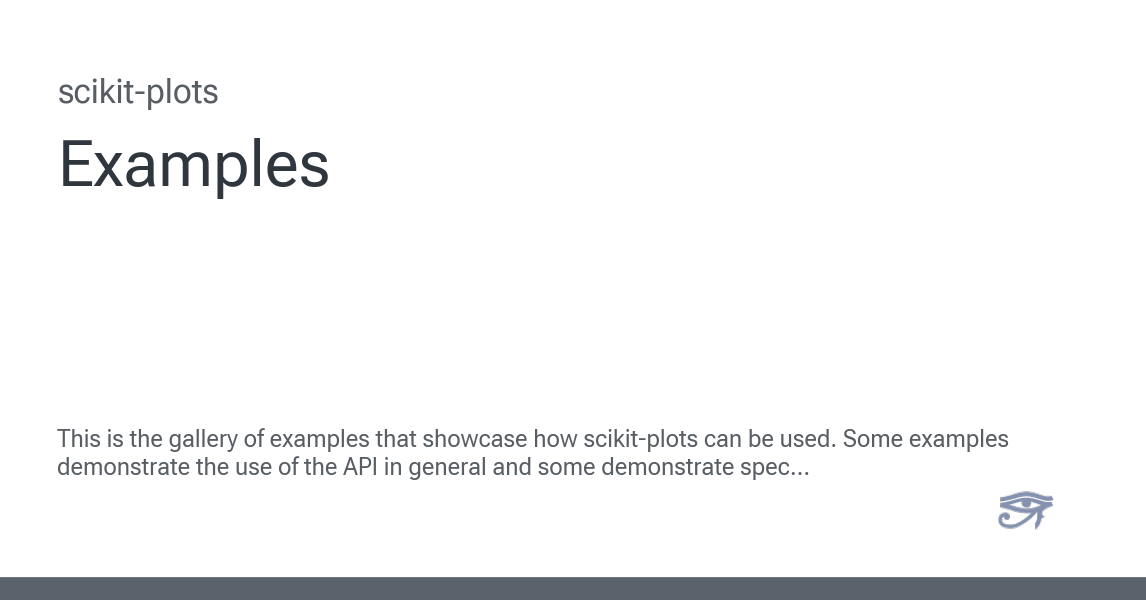 scikit-plots
Examples
This is the gallery of examples that showcase how scikit-plots can be used. Some examples
demonstrate the use of the API in general and some demonstrate spec...